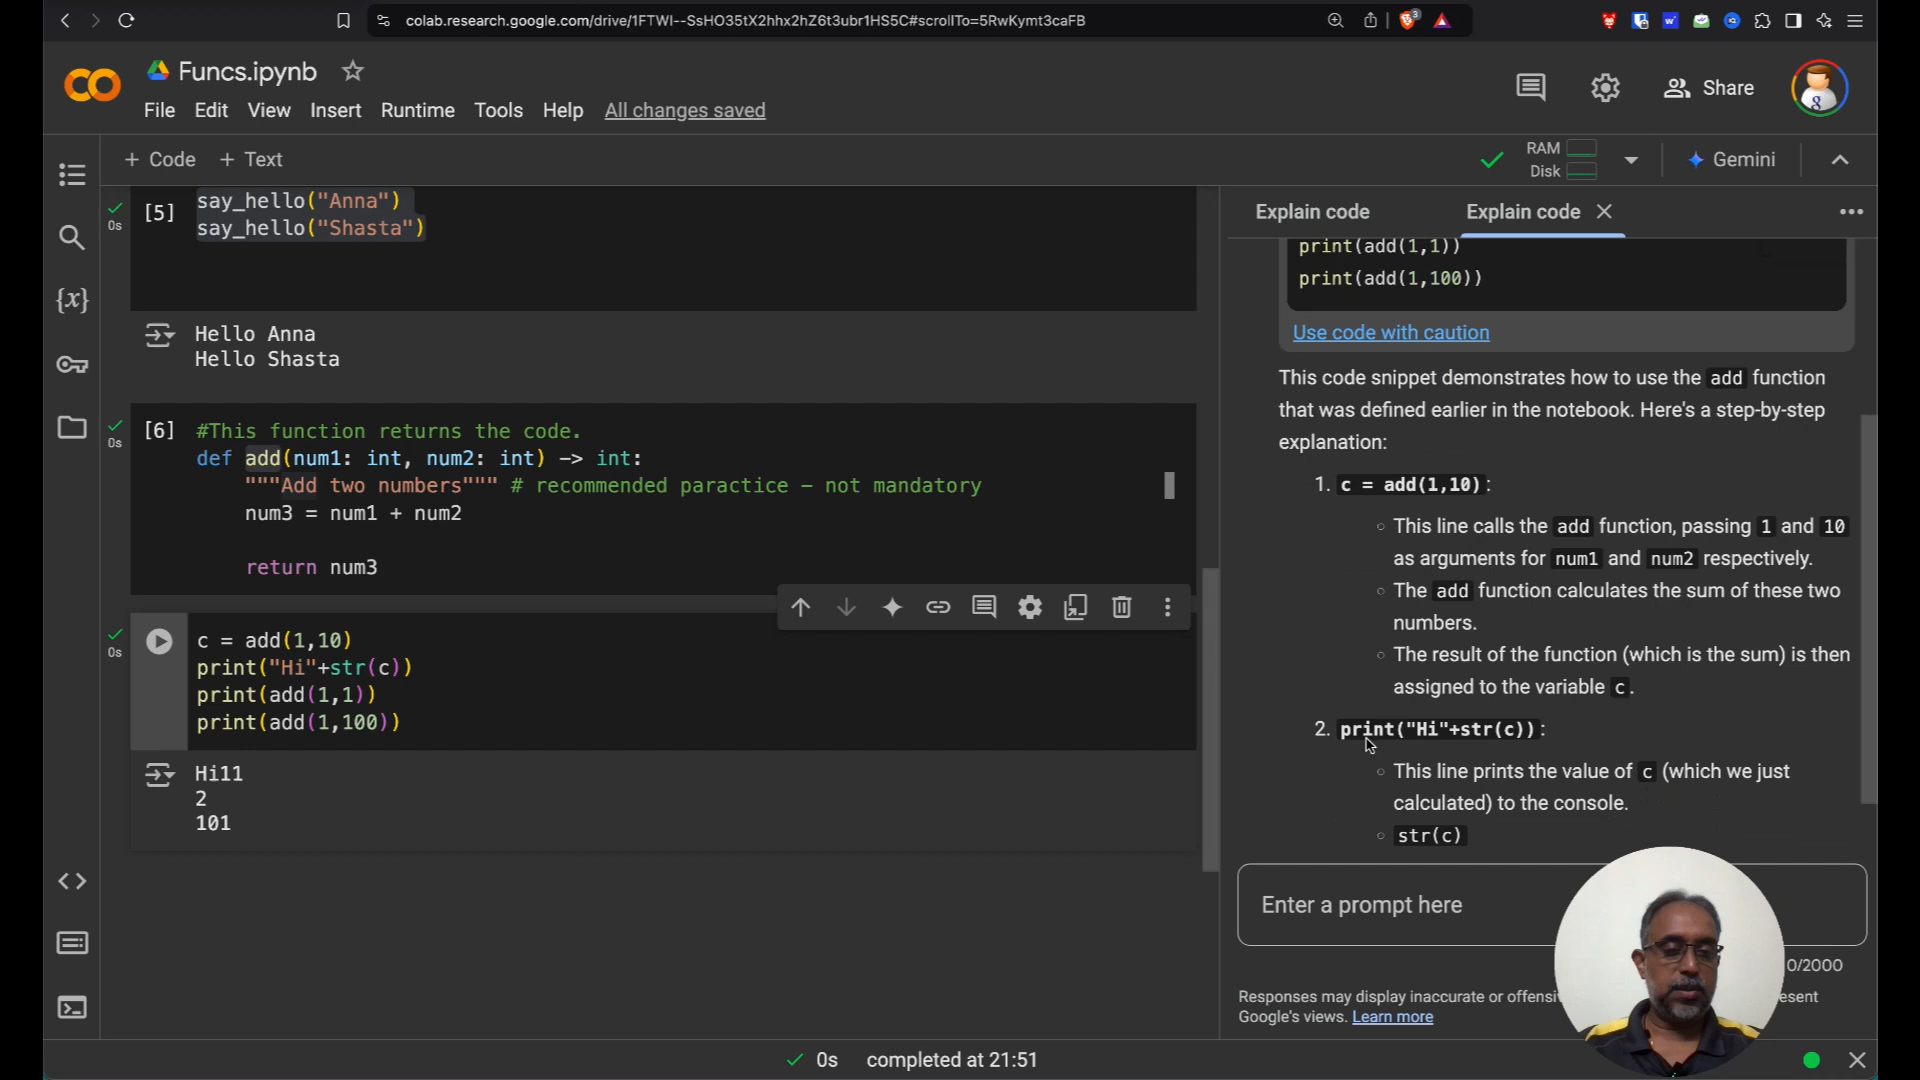 colab.research.google.com/drive/1FTWI--SsHO35tX2hhx2hZ6t3ubr1HS5C#scrollTo=5RwKymt3caFB
3
Funcs.ipynb
File Edit View Insert Runtime Tools Help All changes saved
Share
+ Code + Text
RAM
Disk
Gemini
[5]
0s
say_hello("Anna")
say_hello("Shasta")
Hello Anna
Hello Shasta
[6]
0s
#This function returns the code.
def add(num1: int, num2: int) -> int:
"""Add two numbers""" # recommended paractice - not mandatory
num3 = num1 + num2
return num3
0s
c = add(1,10)
print("Hi"+str(c))
print(add(1,1))
print(add(1,100))
Hi11
2
101
Explain code Explain code
print(add(1,1))
print(add(1,100))
Use code with caution
This code snippet demonstrates how to use the add function
that was defined earlier in the notebook. Here's a step-by-step
explanation:
1. c = add(1,10):
○ This line calls the add function, passing 1 and 10
as arguments for num1 and num2 respectively.
○ The add function calculates the sum of these two
numbers.
○ The result of the function (which is the sum) is then
assigned to the variable c.
2. print("Hi"+str(c)):
○ This line prints the value of c (which we just
calculated) to the console.
○ str(c)
Enter a prompt here
0/2000
Responses may display inaccurate or offensi
esent
Google's views. Learn more
0s completed at 21:51